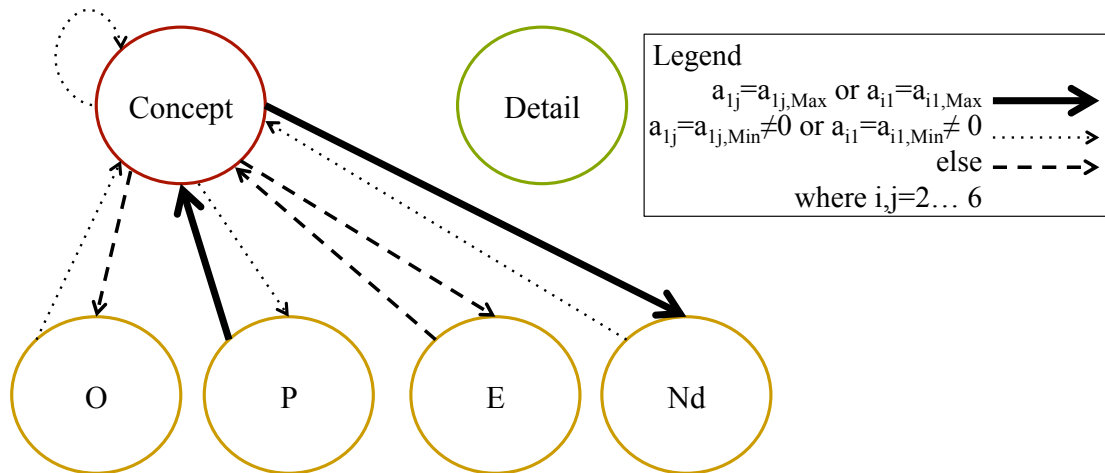 Concept
Detail
Legend
a1j=a1j,Max or ai1=ai1,Max
a1j=a1j,Min≠0 or ai1=ai1,Min≠ 0
else
where i,j=2… 6
O
P
E
Nd